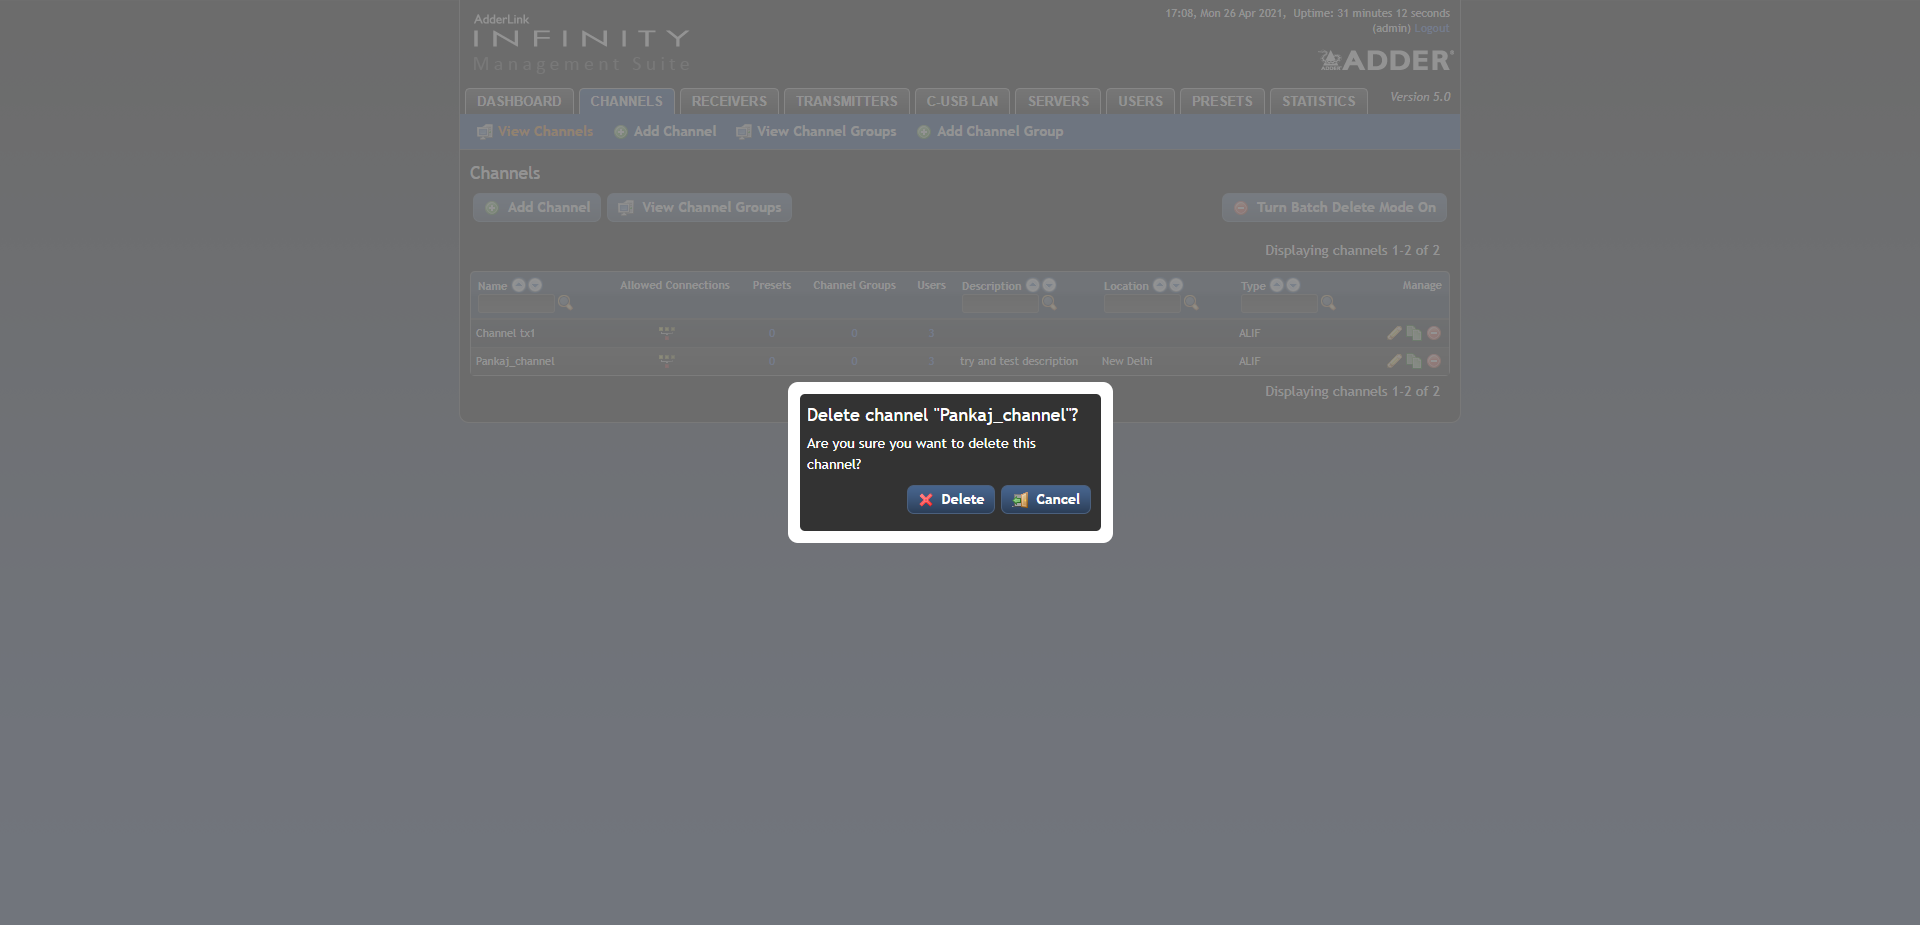 AdderLink
INFINITY
Management Suite
17:08, Mon 26 Apr 2021, Uptime: 31 minutes 12 seconds
(admin) Logout
ADDER
DASHBOARD CHANNELS RECEIVERS TRANSMITTERS C-USB LAN SERVERS USERS PRESETS STATISTICS Version 5.0
View Channels Add Channel View Channel Groups Add Channel Group
Channels
Add Channel View Channel Groups Turn Batch Delete Mode On
Displaying channels 1-2 of 2
Name Allowed Connections Presets Channel Groups Users Description Location Type Manage
Channel tx1 0 0 3 ALIF
Pankaj_channel 0 0 3 try and test description New Delhi ALIF
Displaying channels 1-2 of 2
Delete channel "Pankaj_channel"?
Are you sure you want to delete this
channel?
Delete Cancel